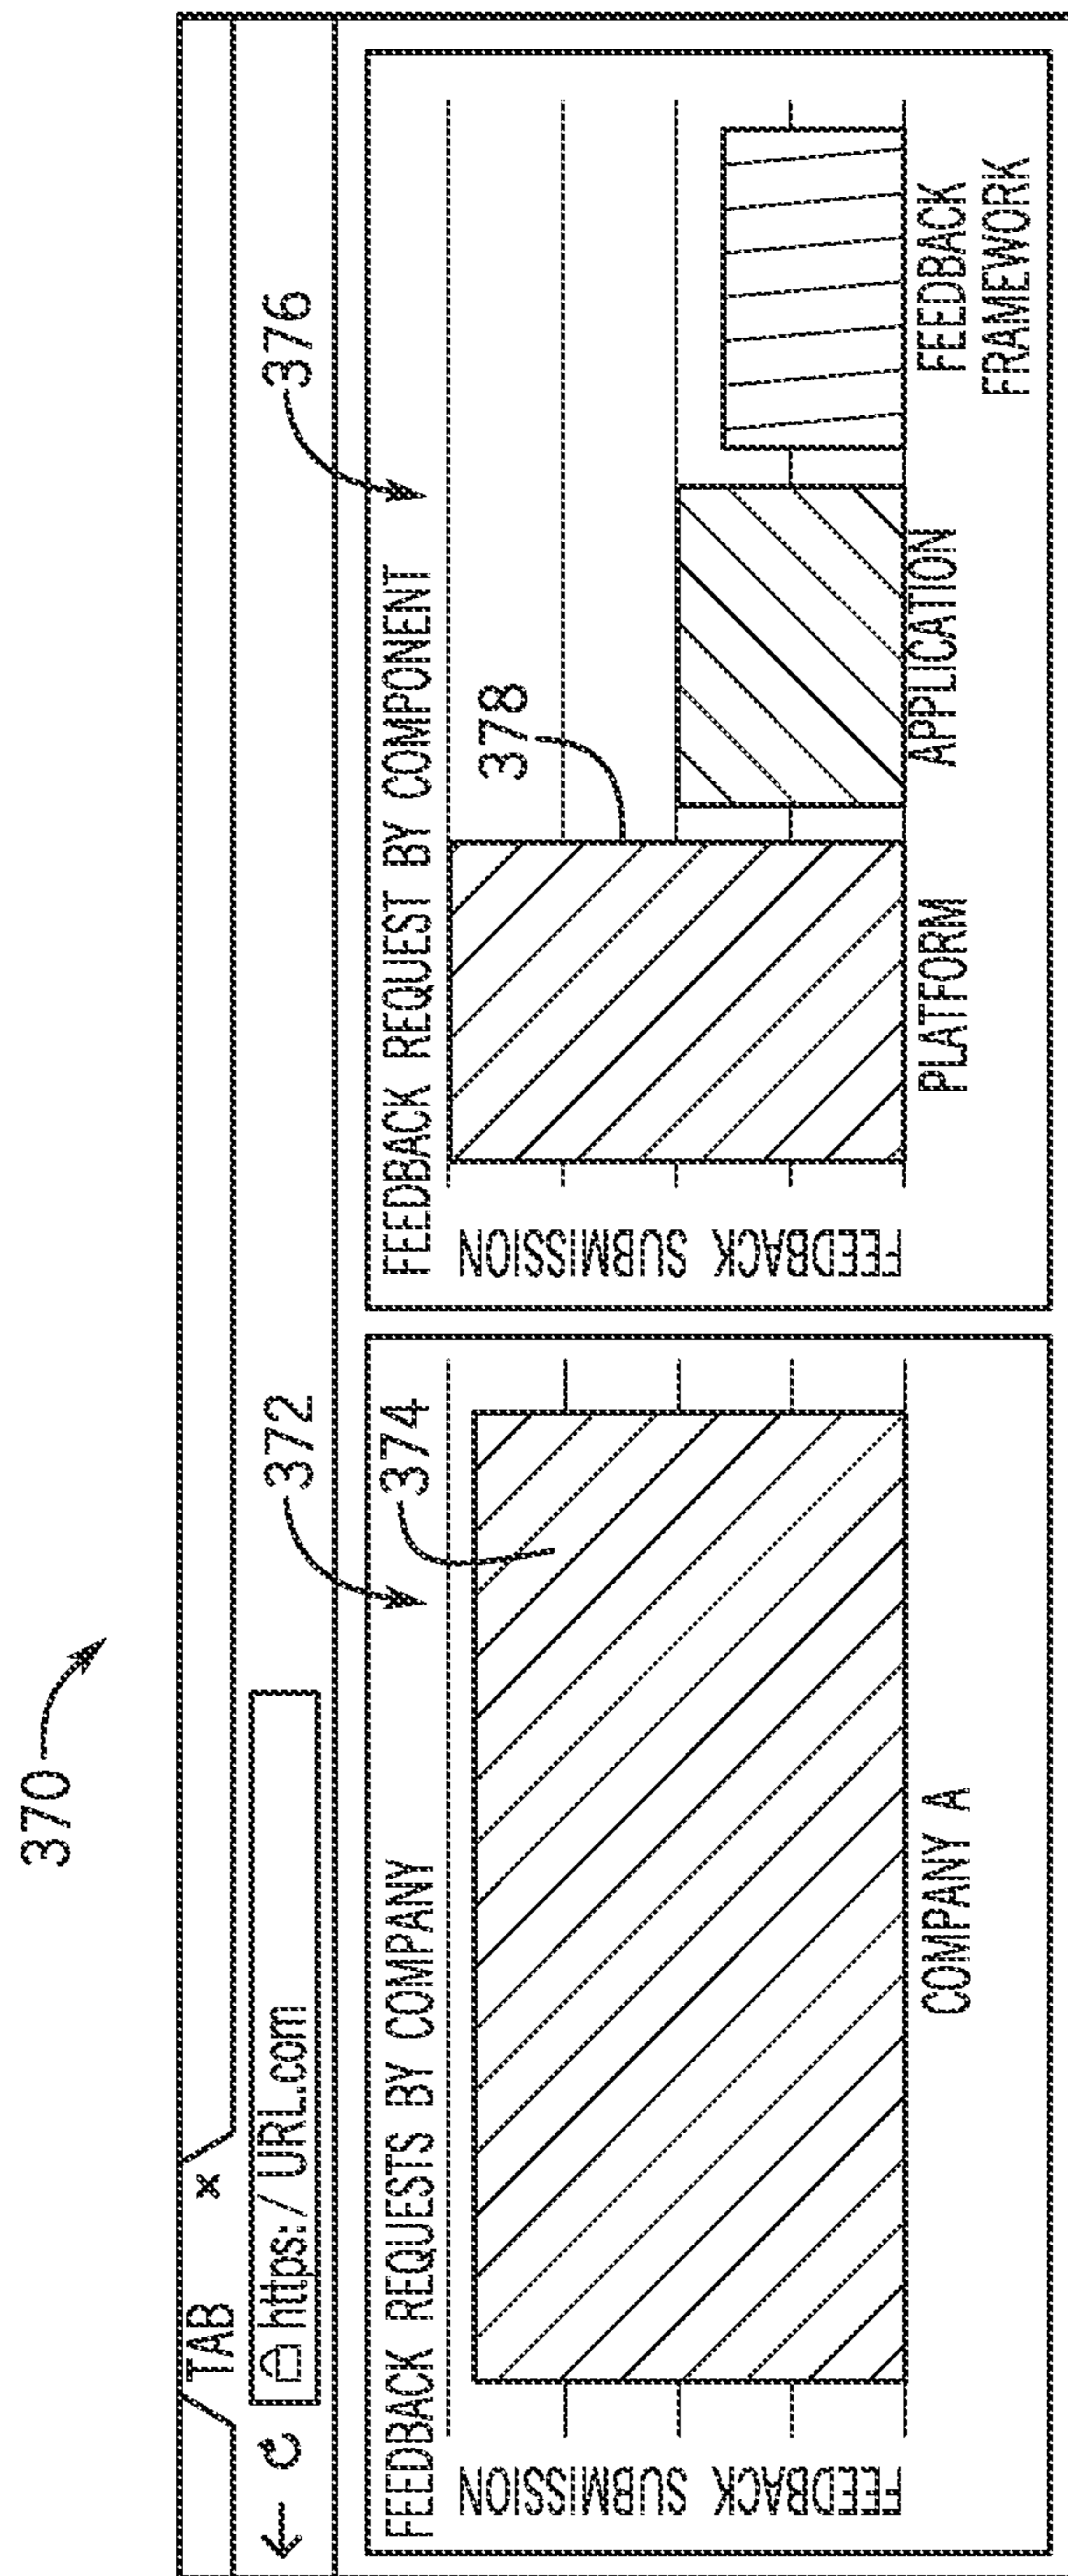 370
TAB x
https:/ URL.com
372
376
FEEDBACK REQUESTS BY COMPANY
374
FEEDBACK SUBMISSION
COMPANY A
FEEDBACK REQUEST BY COMPONENT
378
FEEDBACK SUBMISSION
PLATFORM
APPLICATION
FEEDBACK
FRAMEWORK